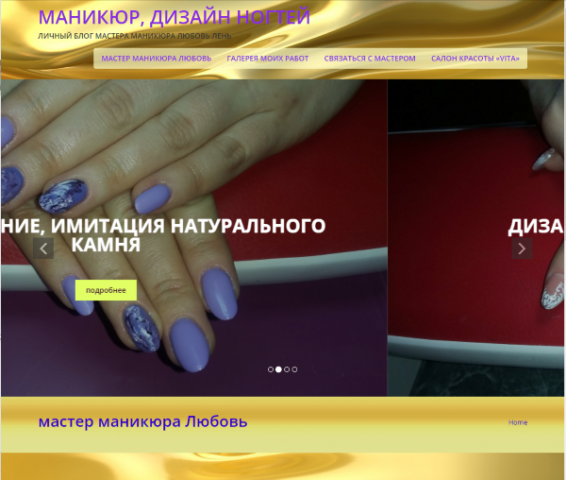 МАНИКЮР, ДИЗАЙН НОГТЕЙ
ЛИЧНЫЙ БЛОГ МАСТЕРА МАНИКЮРА ЛЮБОВЬ ЛЕНЬ
МАСТЕР МАНИКЮРА ЛЮБОВЬ ГАЛЕРЕЯ МОИХ РАБОТ СВЯЗАТЬСЯ С МАСТЕРОМ САЛОН КРАСОТЫ «VITA»
НИЕ, ИМИТАЦИЯ НАТУРАЛЬНОГО
КАМНЯ
ДИЗА
подробнее
мастер маникюра Любовь
Home